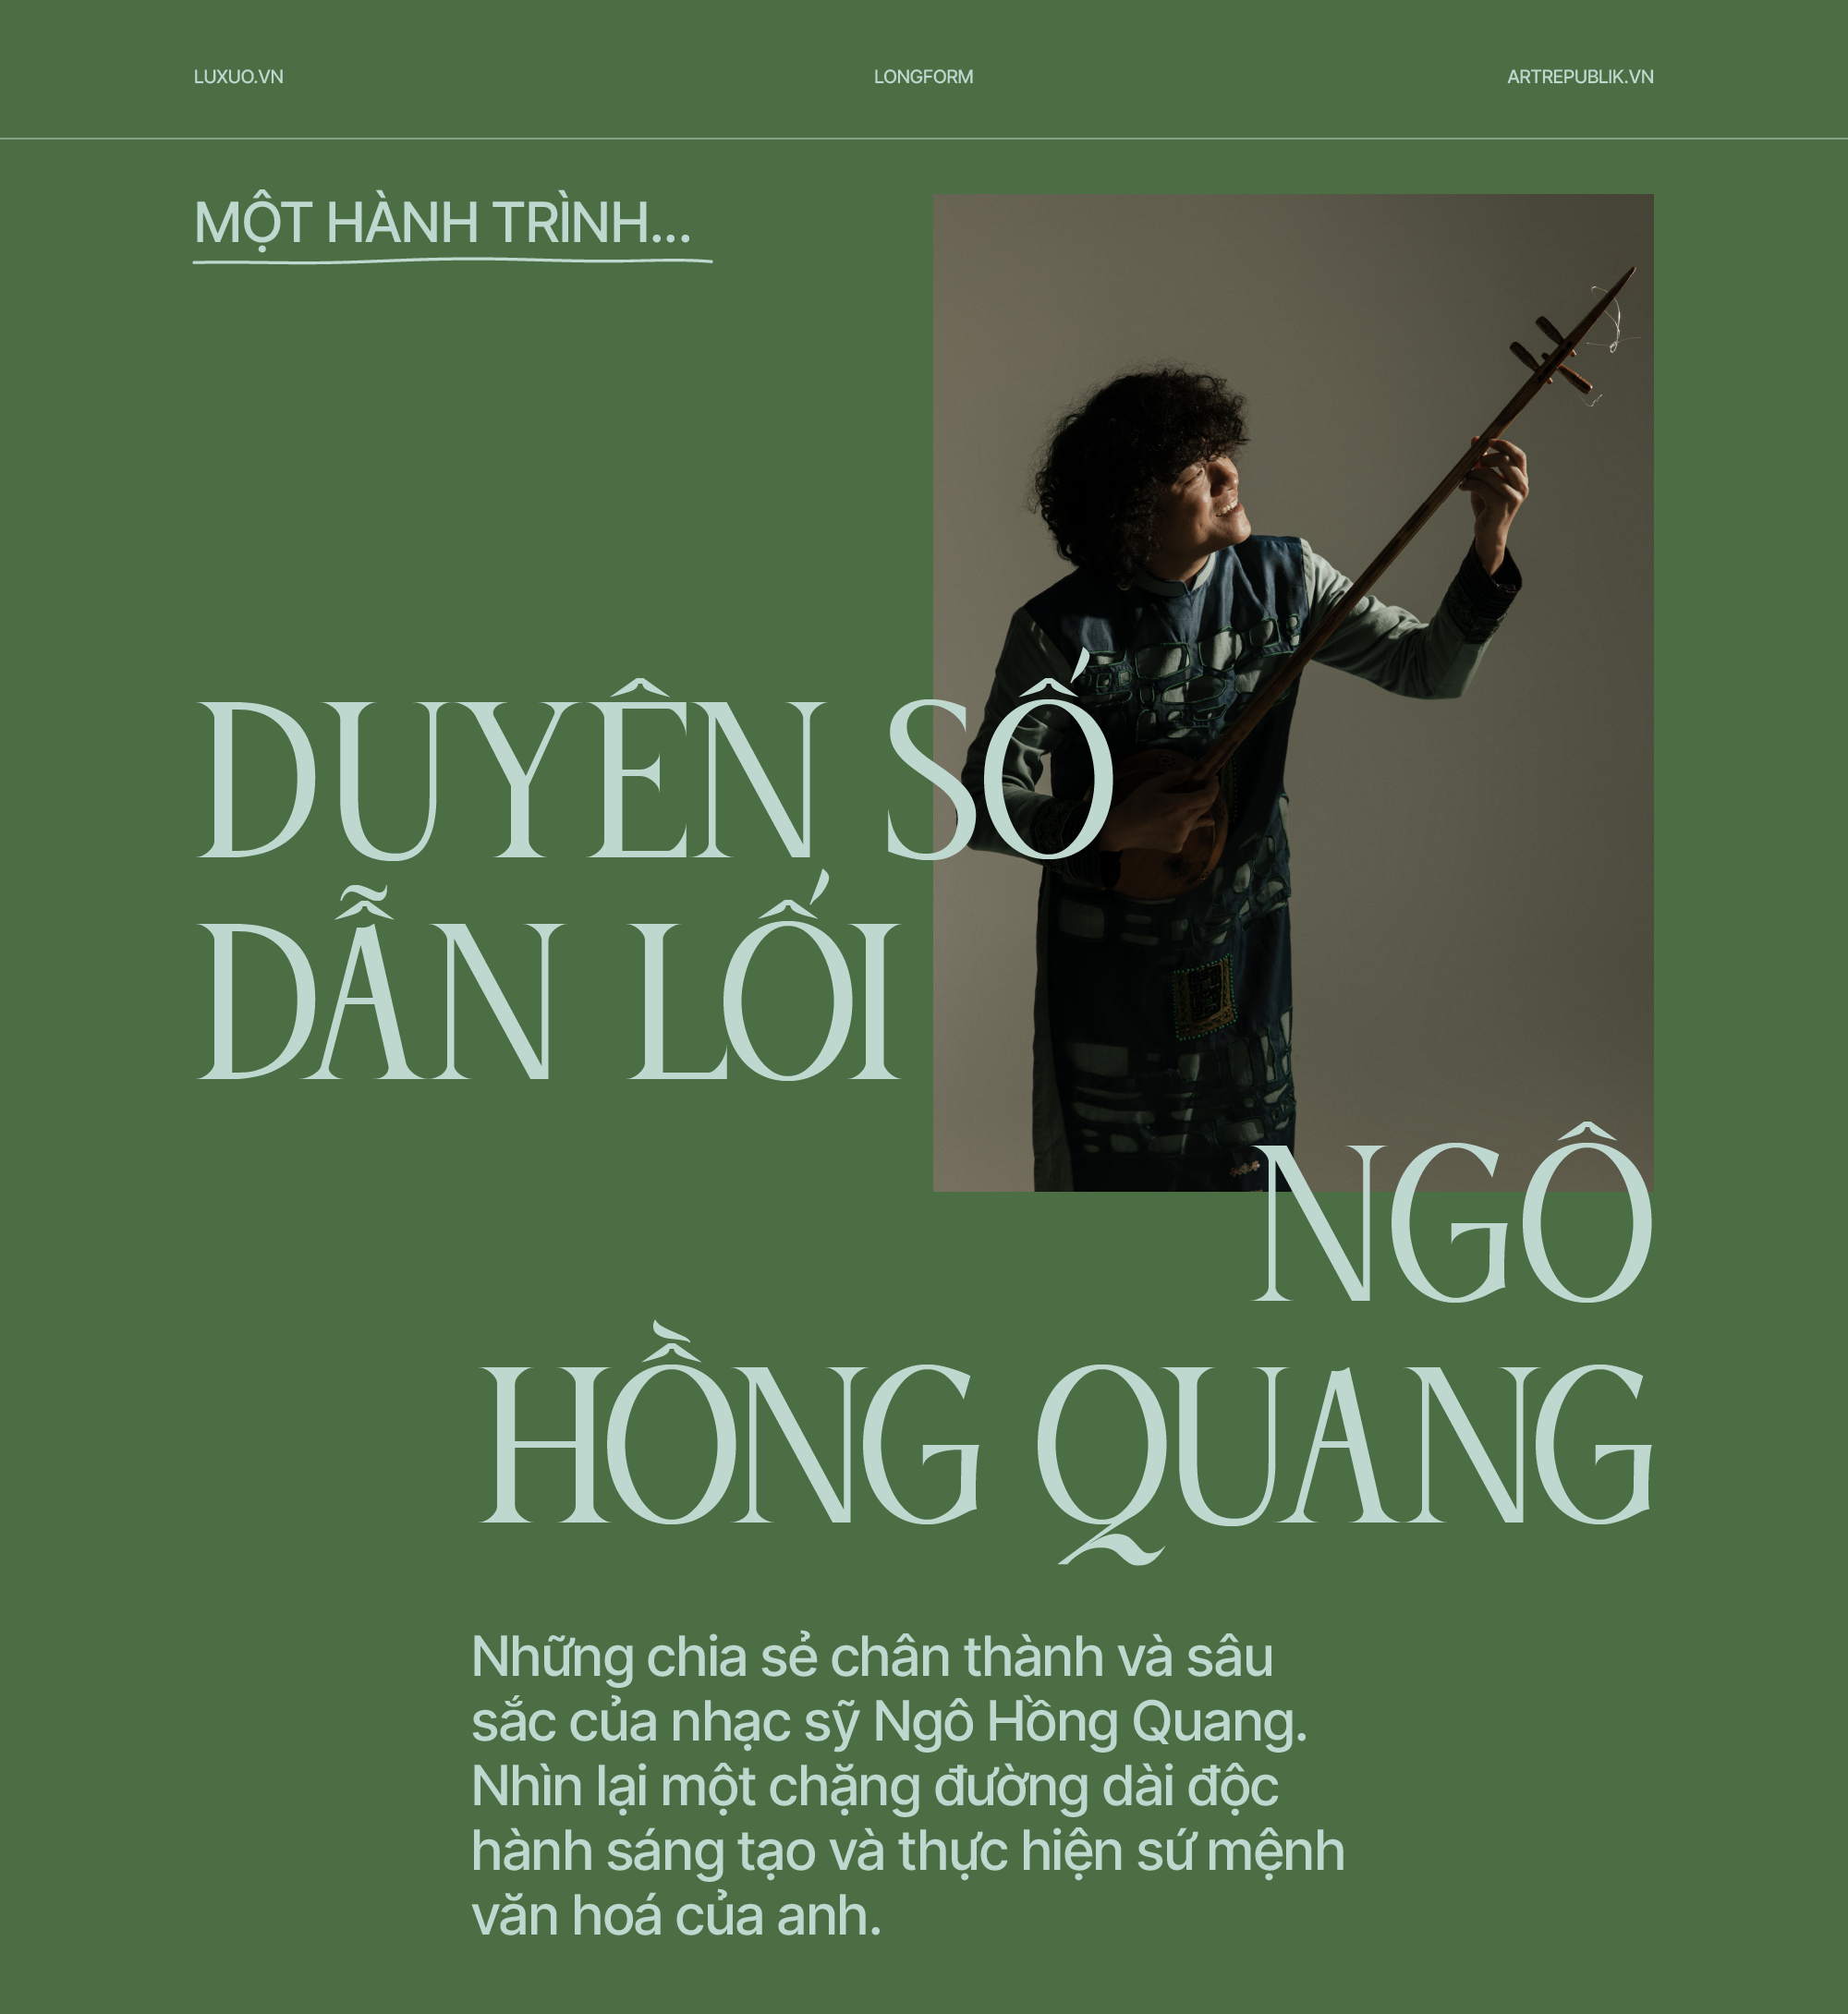 LUXUO.VN
LONGFORM
ARTREPUBLIK.VN
MỘT HÀNH TRÌNH...
DUYÊN SỐ
DẪN LỐI
NGÔ
HỒNG QUANG
Những chia sẻ chân thành và sâu
sắc của nhạc sỹ Ngô Hồng Quang.
Nhìn lại một chặng đường dài độc
hành sáng tạo và thực hiện sứ mệnh
văn hoá của anh.